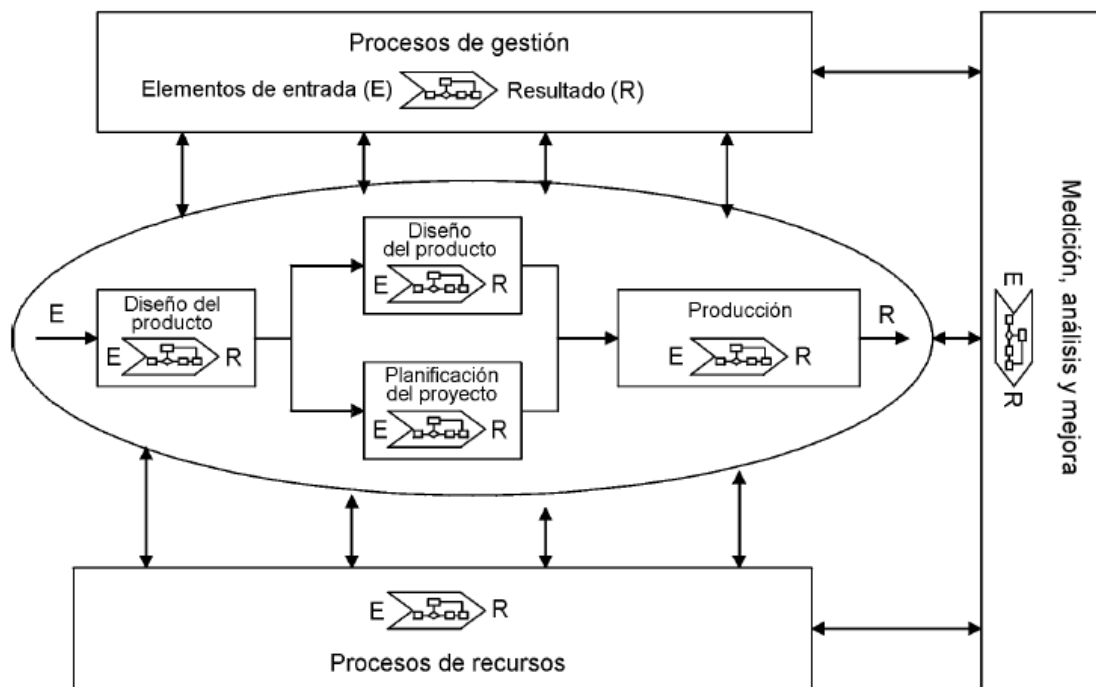 Procesos de gestión
Elementos de entrada (E) Resultado (R)
Diseño
del producto
E R
E
Diseño del
producto
E R
Producción
E R
R
Planificación
del proyecto
E R
E R
Procesos de recursos
Medición, análisis y mejora
E R